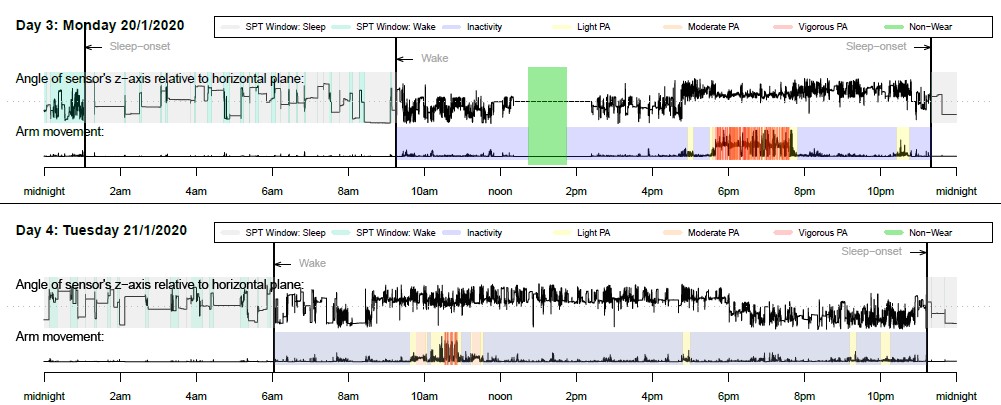 Day 3: Monday 20/1/2020
SPT Window: Sleep SPT Window: Wake Inactivity Light PA Moderate PA Vigorous PA Non-Wear
Sleep-onset Wake Sleep-onset
Angle of sensor's z-axis relative to horizontal plane:
Arm movement:
midnight 2am 4am 6am 8am 10am noon 2pm 4pm 6pm 8pm 10pm midnight
Day 4: Tuesday 21/1/2020
SPT Window: Sleep SPT Window: Wake Inactivity Light PA Moderate PA Vigorous PA Non-Wear
Wake Sleep-onset
Angle of sensor's z-axis relative to horizontal plane:
Arm movement:
midnight 2am 4am 6am 8am 10am noon 2pm 4pm 6pm 8pm 10pm midnight